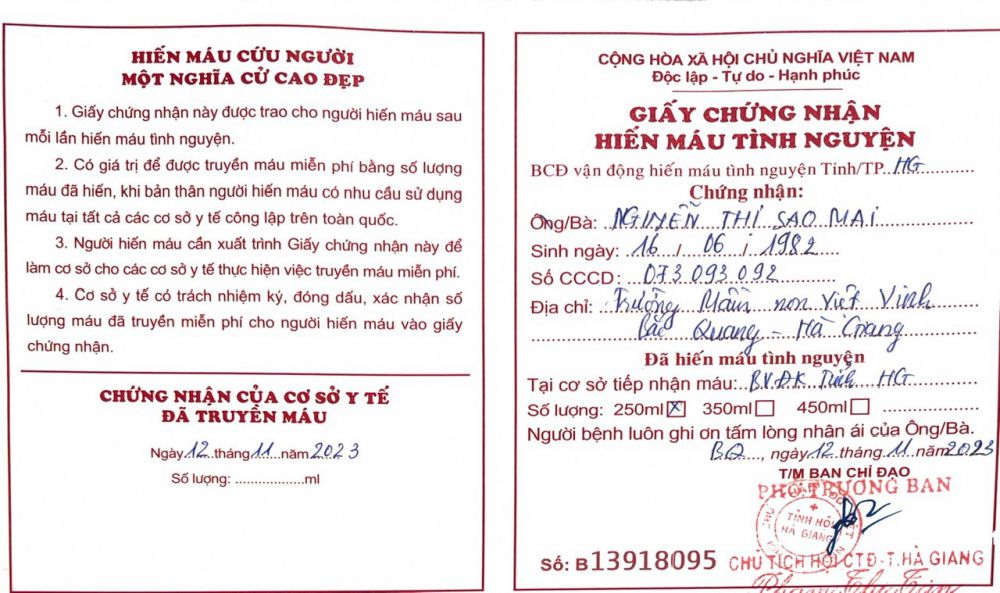 HIẾN MÁU CỨU NGƯỜI
MỘT NGHĨA CỬ CAO ĐẸP
1. Giấy chứng nhận này được trao cho người hiến máu sau
mỗi lần hiến máu tình nguyện.
2. Có giá trị để được truyền máu miễn phí bằng số lượng
máu đã hiến, khi bản thân người hiến máu có nhu cầu sử dụng
máu tại tất cả các cơ sở y tế công lập trên toàn quốc.
3. Người hiến máu cần xuất trình Giấy chứng nhận này để
làm cơ sở cho các cơ sở y tế thực hiện việc truyền máu miễn phí.
4. Cơ sở y tế có trách nhiệm ký, đóng dấu, xác nhận số
lượng máu đã truyền miễn phí cho người hiến máu vào giấy
chứng nhận.
CHỨNG NHẬN CỦA CƠ SỞ Y TẾ
ĐÃ TRUYỀN MÁU
Ngày 12 tháng 11 năm 2023
Số lượng: ..................ml
CỘNG HÒA XÃ HỘI CHỦ NGHĨA VIỆT NAM
Độc lập - Tự do - Hạnh phúc
GIẤY CHỨNG NHẬN
HIẾN MÁU TÌNH NGUYỆN
BCĐ vận động hiến máu tình nguyện Tỉnh/TP. HG
Chứng nhận:
Ông/Bà: NGUYỄN THỊ SAO MAI
Sinh ngày: 16 / 06 / 1982
Số CCCD: 073 093 092
Địa chỉ: Trường Mầm non Việt Vinh
Bắc Quang - Hà Giang
Đã hiến máu tình nguyện
Tại cơ sở tiếp nhận máu: BVĐK Tỉnh HG
Số lượng: 250ml ☒ 350ml ☐ 450ml ☐
Người bệnh luôn ghi ơn tấm lòng nhân ái của Ông/Bà.
BQ, ngày 12 tháng 11 năm 2023
T/M BAN CHỈ ĐẠO
PHÓ TRƯỞNG BAN
TỈNH HỘI
HÀ GIANG
Số: B13918095
CHỦ TỊCH HỘI CTĐ-T.HÀ GIANG